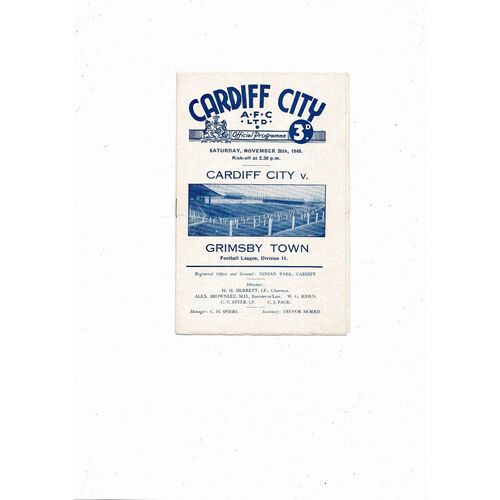 CARDIFF CITY
A·F·C
·LTD·
Official Programme
3D
SATURDAY, NOVEMBER 26th, 1949.
Kick-off at 2.30 p.m.
CARDIFF CITY v.
GRIMSBY TOWN
Football League, Division II.
Registered Office and Ground: NINIAN PARK, CARDIFF.
Directors:
H. H. MERRETT, J.P., Chairman.
ALEX. BROWNLEE, M.D., Barrister-at-Law. W. G. RIDEN.
C. T. STEER, J.P. C. J. PAGE.
Manager: C. H. SPIERS. Secretary: TREVOR MORRIS